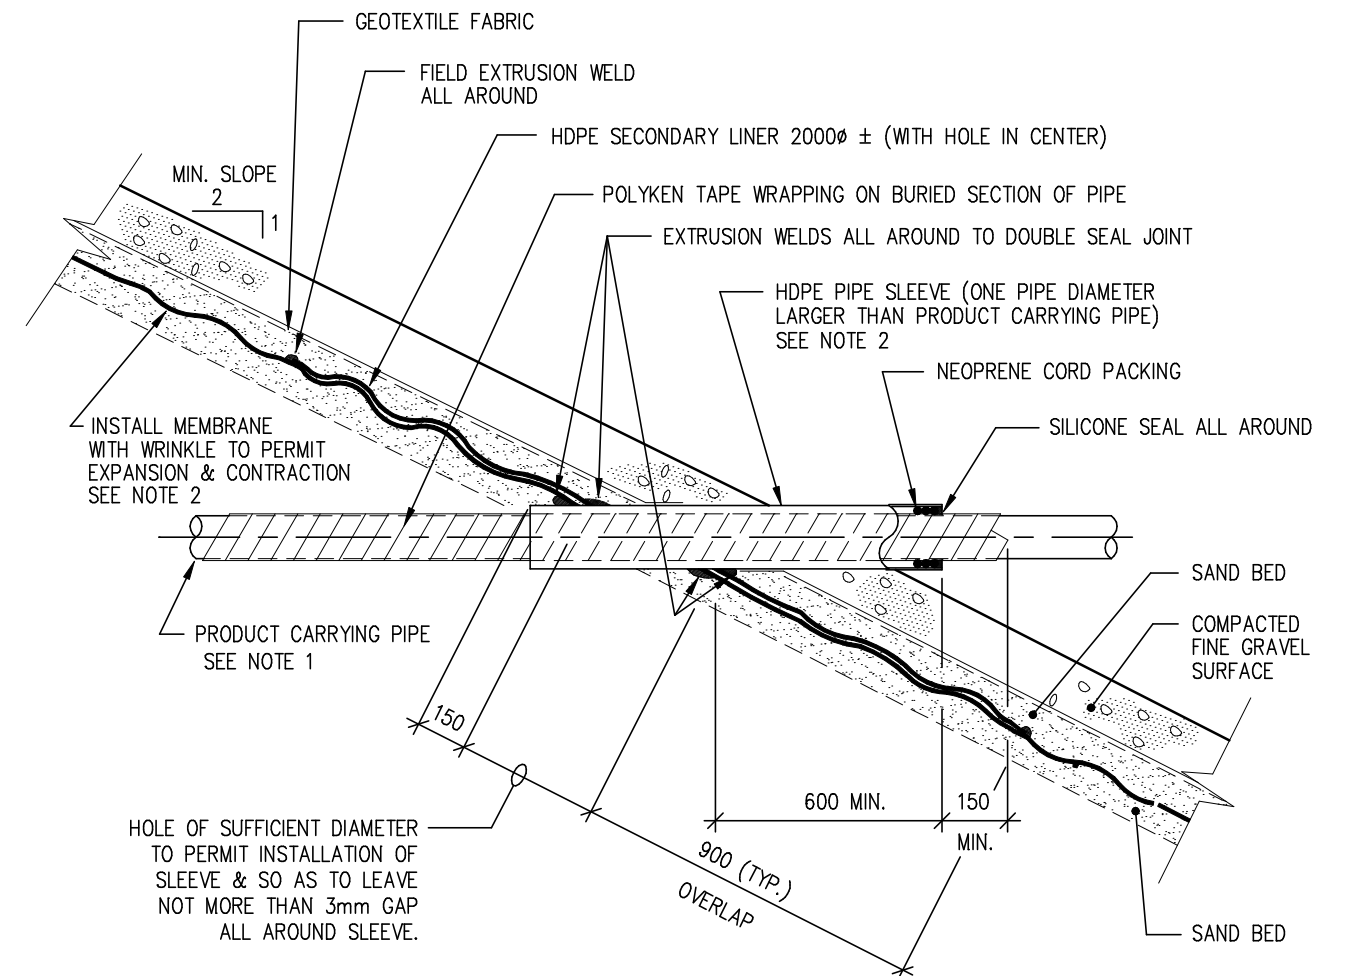 GEOTEXTILE FABRIC
FIELD EXTRUSION WELD
ALL AROUND
HDPE SECONDARY LINER 2000ø ± (WITH HOLE IN CENTER)
MIN. SLOPE
2
1
POLYKEN TAPE WRAPPING ON BURIED SECTION OF PIPE
EXTRUSION WELDS ALL AROUND TO DOUBLE SEAL JOINT
HDPE PIPE SLEEVE (ONE PIPE DIAMETER
LARGER THAN PRODUCT CARRYING PIPE)
SEE NOTE 2
NEOPRENE CORD PACKING
SILICONE SEAL ALL AROUND
INSTALL MEMBRANE
WITH WRINKLE TO PERMIT
EXPANSION & CONTRACTION
SEE NOTE 2
SAND BED
COMPACTED
FINE GRAVEL
SURFACE
PRODUCT CARRYING PIPE
SEE NOTE 1
150
600 MIN.
150
MIN.
900 (TYP.)
OVERLAP
HOLE OF SUFFICIENT DIAMETER
TO PERMIT INSTALLATION OF
SLEEVE & SO AS TO LEAVE
NOT MORE THAN 3mm GAP
ALL AROUND SLEEVE.
SAND BED